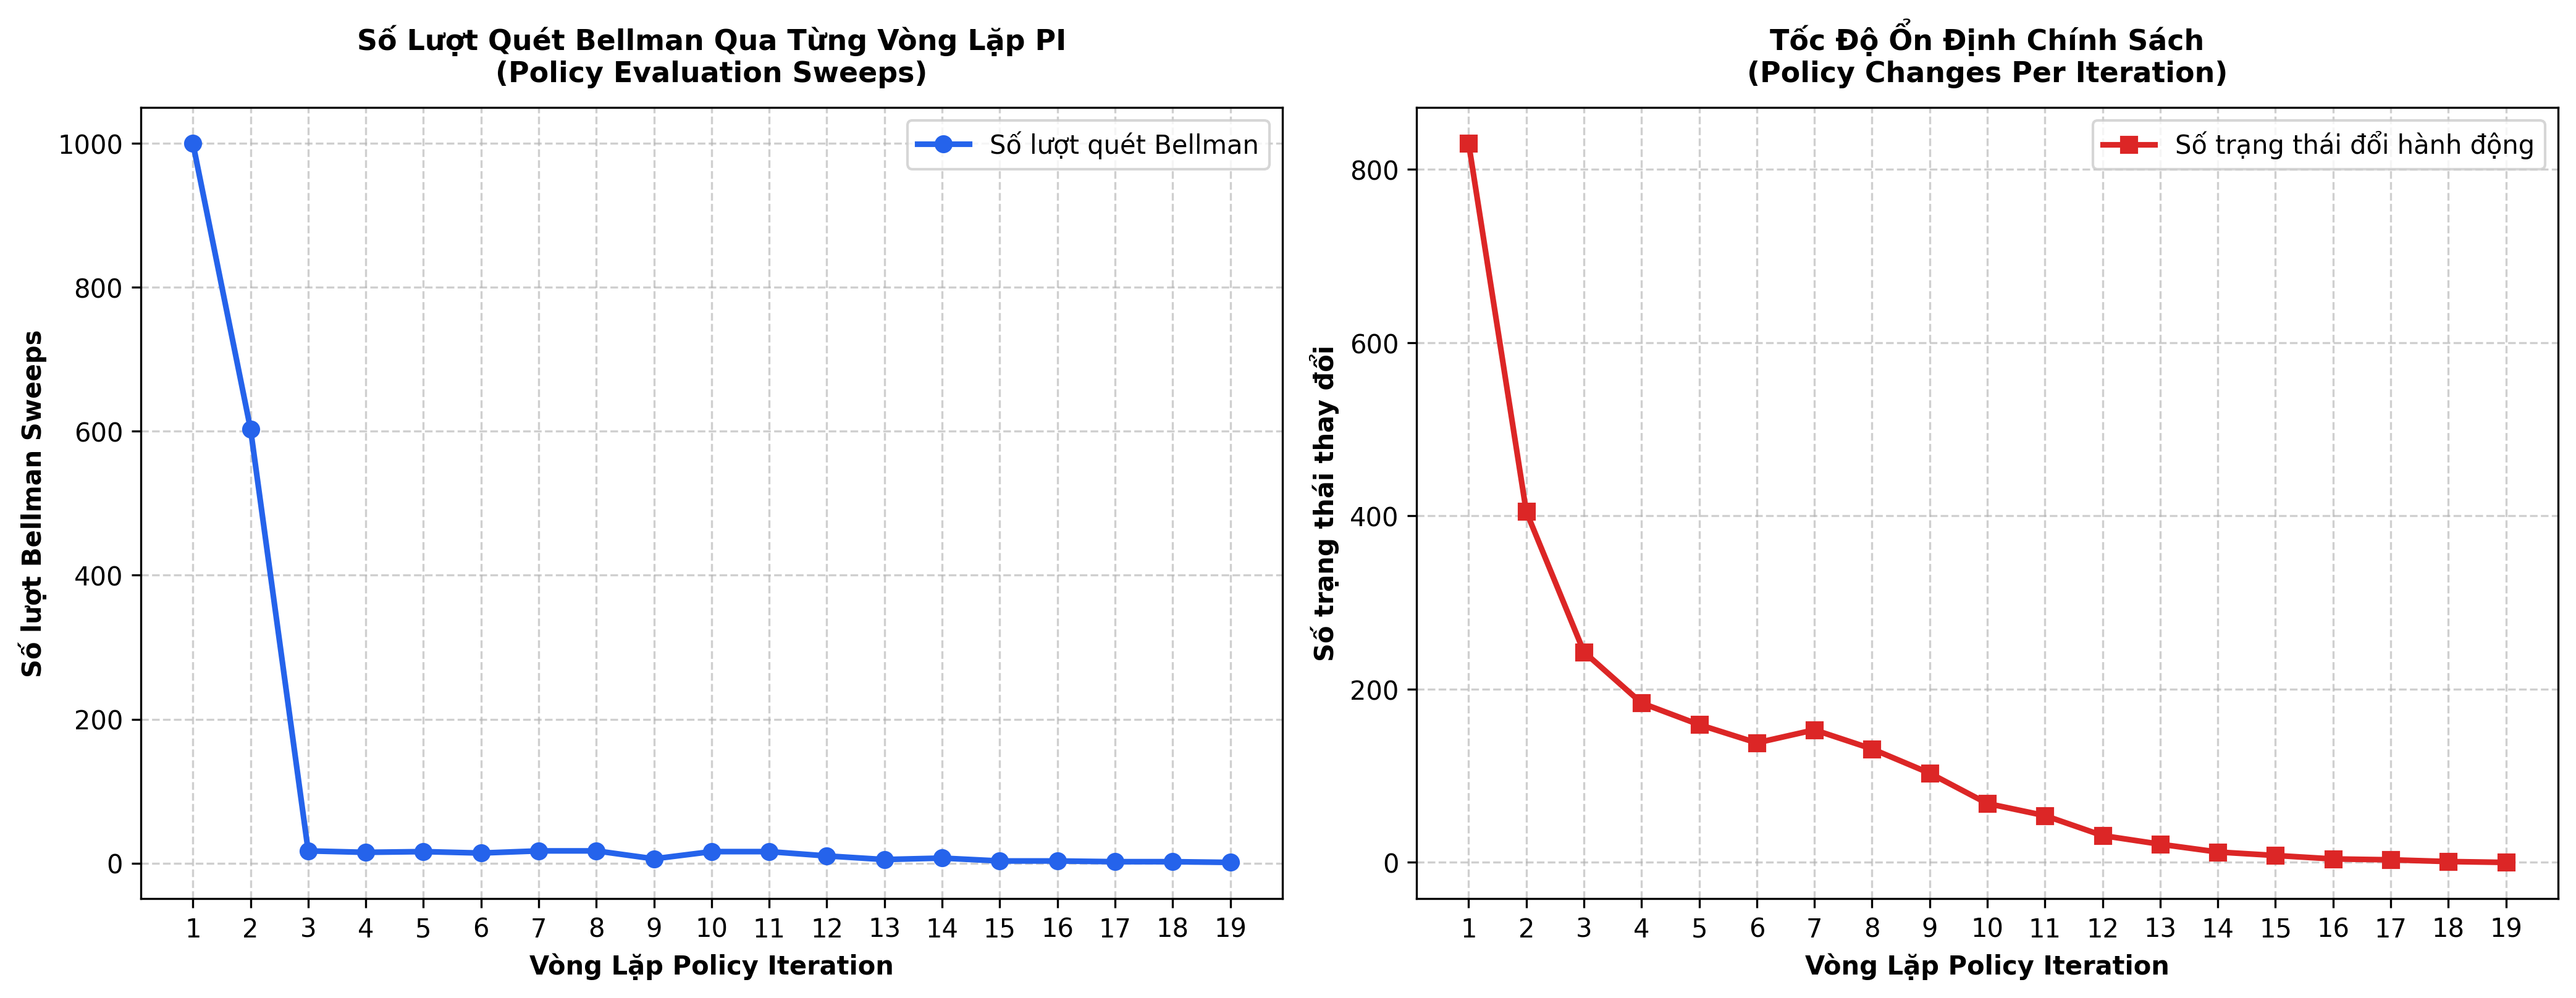 Số Lượt Quét Bellman Qua Từng Vòng Lặp PI
(Policy Evaluation Sweeps)
Số lượt quét Bellman
Số lượt Bellman Sweeps
1000
800
600
400
200
0
1 2 3 4 5 6 7 8 9 10 11 12 13 14 15 16 17 18 19
Vòng Lặp Policy Iteration
Tốc Độ Ổn Định Chính Sách
(Policy Changes Per Iteration)
Số trạng thái đổi hành động
Số trạng thái thay đổi
800
600
400
200
0
1 2 3 4 5 6 7 8 9 10 11 12 13 14 15 16 17 18 19
Vòng Lặp Policy Iteration